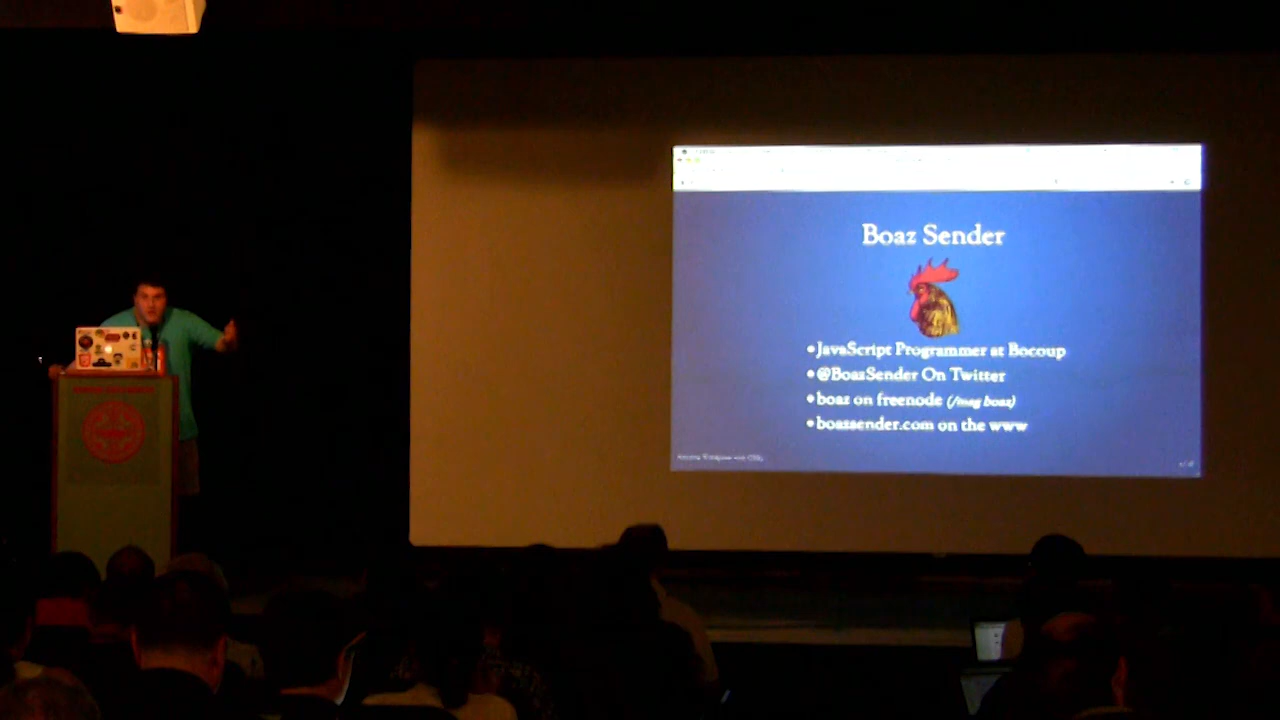 Boaz Sender
•JavaScript Programmer at Bocoup
•@BoazSender On Twitter
•boaz on freenode (/msg boaz)
•boazsender.com on the www